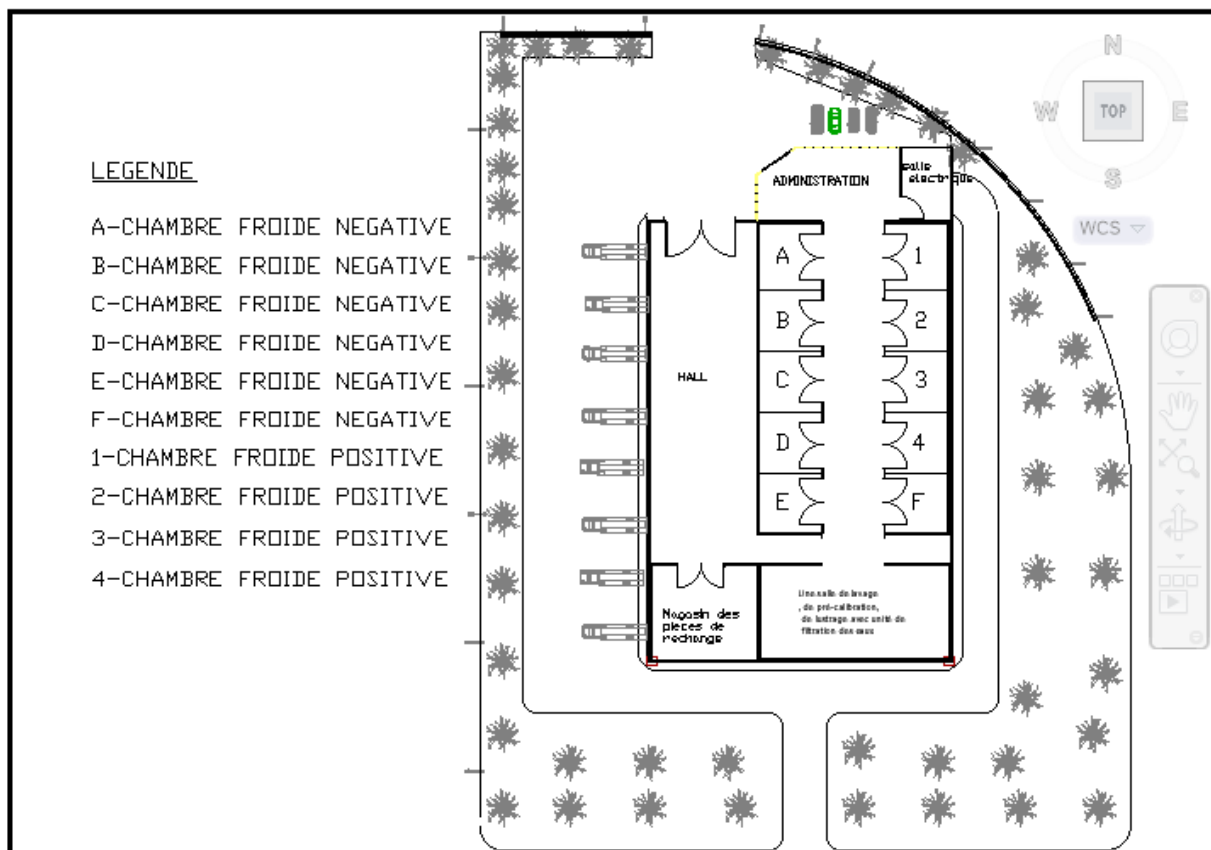 LEGENDE
A-CHAMBRE FROIDE NEGATIVE
B-CHAMBRE FROIDE NEGATIVE
C-CHAMBRE FROIDE NEGATIVE
D-CHAMBRE FROIDE NEGATIVE
E-CHAMBRE FROIDE NEGATIVE
F-CHAMBRE FROIDE NEGATIVE
1-CHAMBRE FROIDE POSITIVE
2-CHAMBRE FROIDE POSITIVE
3-CHAMBRE FROIDE POSITIVE
4-CHAMBRE FROIDE POSITIVE
ADMINISTRATION
salle
electrique
A
1
B
2
HALL
C
3
D
4
E
F
Magasin des
pieces de
rechange
Une salle de lavage
, de pré-calibration,
de lustrage avec unité de
filtration des eaux
N
W
TOP
E
S
WCS